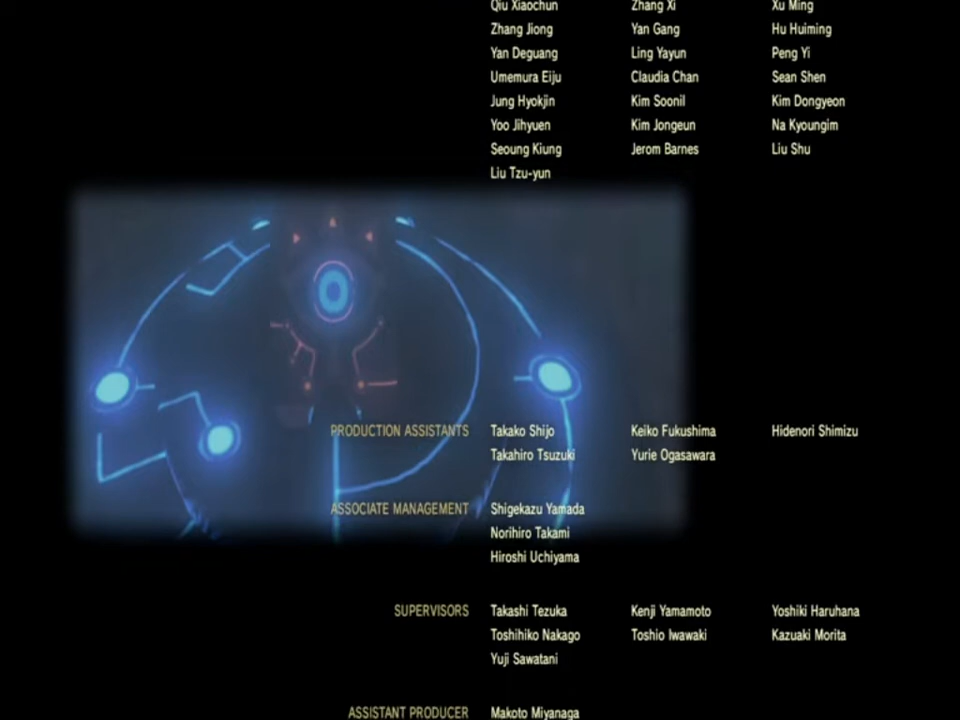 Qiu Xiaochun Zhang Xi Xu Ming
Zhang Jiong Yan Gang Hu Huiming
Yan Deguang Ling Yayun Peng Yi
Umemura Eiju Claudia Chan Sean Shen
Jung Hyokjin Kim Soonil Kim Dongyeon
Yoo Jihyuen Kim Jongeun Na Kyoungim
Seoung Kiung Jerom Barnes Liu Shu
Liu Tzu-yun
PRODUCTION ASSISTANTS Takako Shijo Keiko Fukushima Hidenori Shimizu
Takahiro Tsuzuki Yurie Ogasawara
ASSOCIATE MANAGEMENT Shigekazu Yamada
Norihiro Takami
Hiroshi Uchiyama
SUPERVISORS Takashi Tezuka Kenji Yamamoto Yoshiki Haruhana
Toshihiko Nakago Toshio Iwawaki Kazuaki Morita
Yuji Sawatani
ASSISTANT PRODUCER Makoto Miyanaga